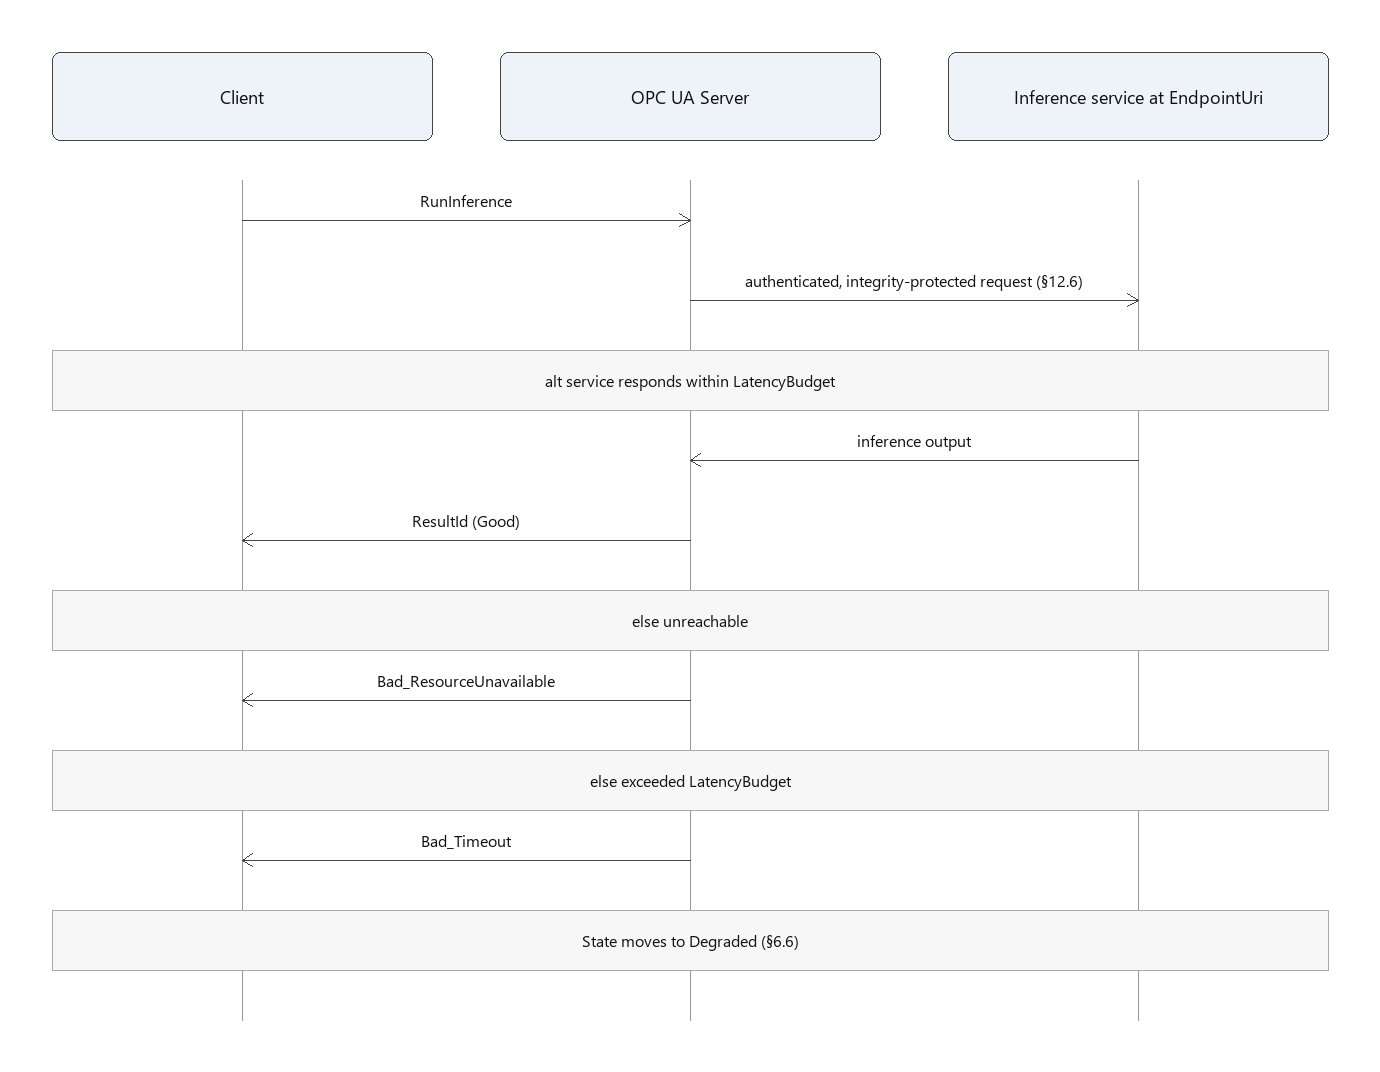 Client
OPC UA Server
Inference service at EndpointUri
RunInference
authenticated, integrity-protected request (§12.6)
alt service responds within LatencyBudget
inference output
ResultId (Good)
else unreachable
Bad_ResourceUnavailable
else exceeded LatencyBudget
Bad_Timeout
State moves to Degraded (§6.6)